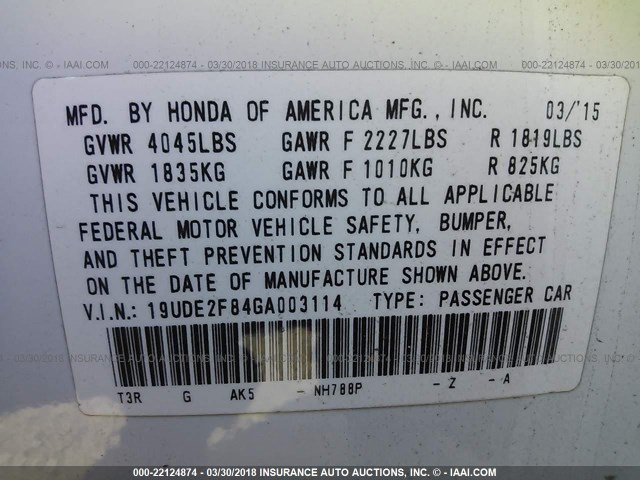 000-22124874 - 03/30/2018 INSURANCE AUTO AUCTIONS, INC. - © - IAAI.COM
MFD. BY HONDA OF AMERICA MFG., INC. 03/'15
GVWR 4045LBS GAWR F 2227LBS R 1819LBS
GVWR 1835KG GAWR F 1010KG R 825KG
THIS VEHICLE CONFORMS TO ALL APPLICABLE
FEDERAL MOTOR VEHICLE SAFETY, BUMPER,
AND THEFT PREVENTION STANDARDS IN EFFECT
ON THE DATE OF MANUFACTURE SHOWN ABOVE.
V.I.N.: 19UDE2F84GA003114 TYPE: PASSENGER CAR
T3R G AK5 - NH788P - Z - A
000-22124874 - 03/30/2018 INSURANCE AUTO AUCTIONS, INC. - © - IAAI.COM